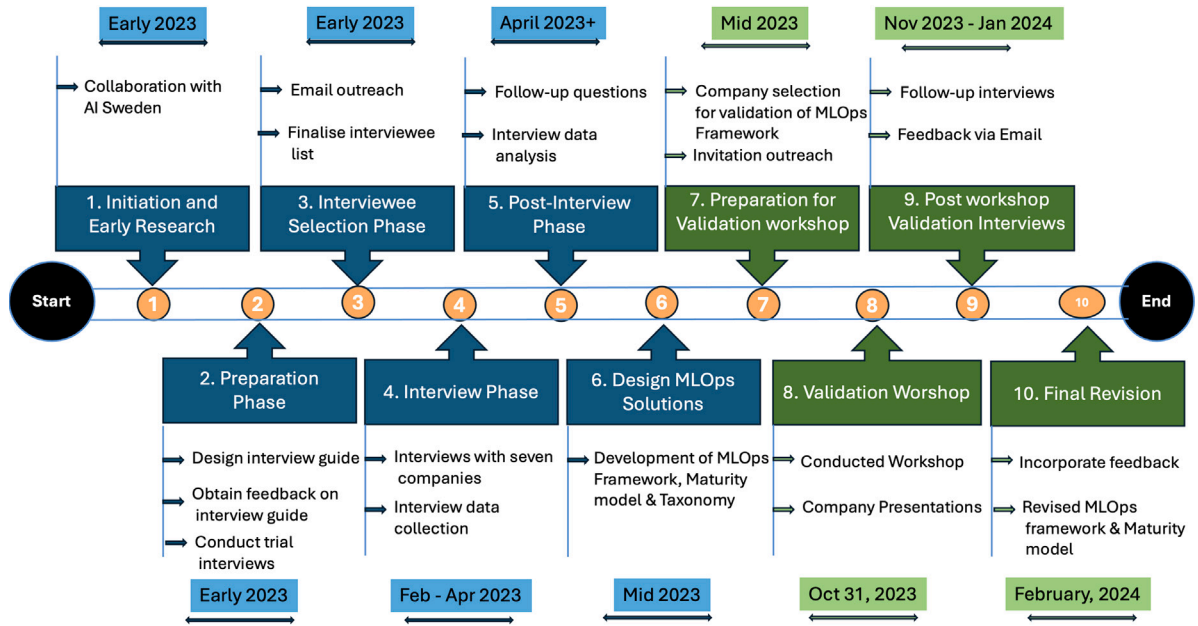 Early 2023
Early 2023
April 2023+
Mid 2023
Nov 2023 - Jan 2024
Collaboration with
AI Sweden
Email outreach
Finalise interviewee
list
Follow-up questions
Interview data
analysis
Company selection
for validation of MLOps
Framework
Invitation outreach
Follow-up interviews
Feedback via Email
1. Initiation and
Early Research
3. Interviewee
Selection Phase
5. Post-Interview
Phase
7. Preparation for
Validation workshop
9. Post workshop
Validation Interviews
Start
1
2
3
4
5
6
7
8
9
10
End
2. Preparation
Phase
4. Interview Phase
6. Design MLOps
Solutions
8. Validation Worshop
10. Final Revision
Design interview guide
Obtain feedback on
interview guide
Conduct trial
interviews
Interviews with seven
companies
Interview data
collection
Development of MLOps
Framework, Maturity
model & Taxonomy
Conducted Workshop
Company Presentations
Incorporate feedback
Revised MLOps
framework & Maturity
model
Early 2023
Feb - Apr 2023
Mid 2023
Oct 31, 2023
February, 2024